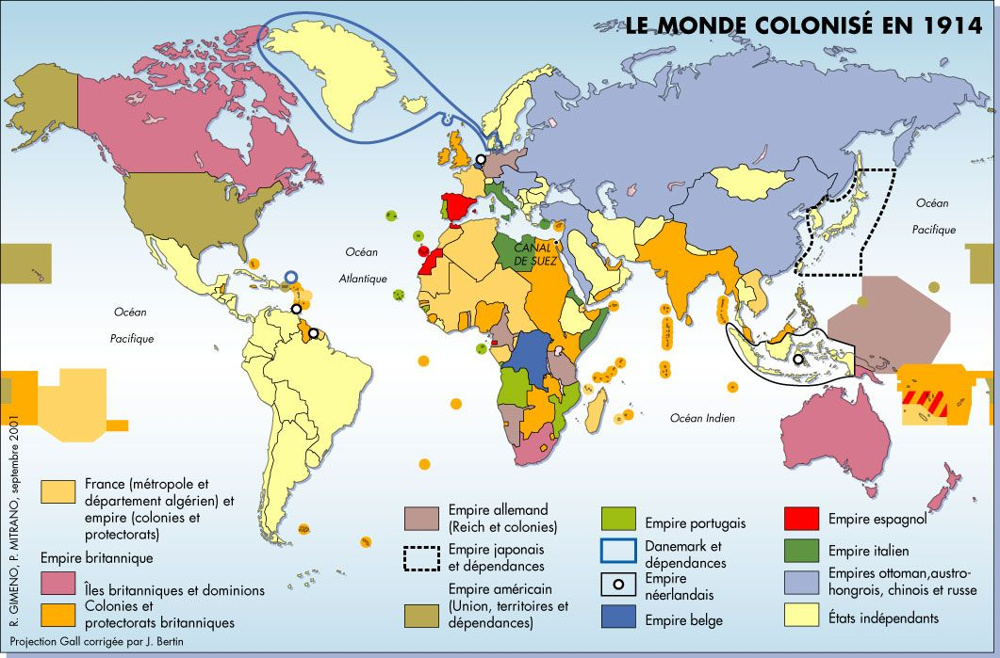 LE MONDE COLONISÉ EN 1914
Océan
Pacifique
CANAL
DE SUEZ
Océan
Atlantique
Océan
Pacifique
Océan Indien
R. GIMENO, P. MITRANO, septembre 2001
France (métropole et
département algérien) et
empire (colonies et
protectorats)
Empire britannique
Îles britanniques et dominions
Colonies et
protectorats britanniques
Empire allemand
(Reich et colonies)
Empire japonais
et dépendances
Empire américain
(Union, territoires et
dépendances)
Empire portugais
Danemark et
dépendances
Empire
néerlandais
Empire belge
Empire espagnol
Empire italien
Empires ottoman,austro-
hongrois, chinois et russe
États indépendants
Projection Gall corrigée par J. Bertin